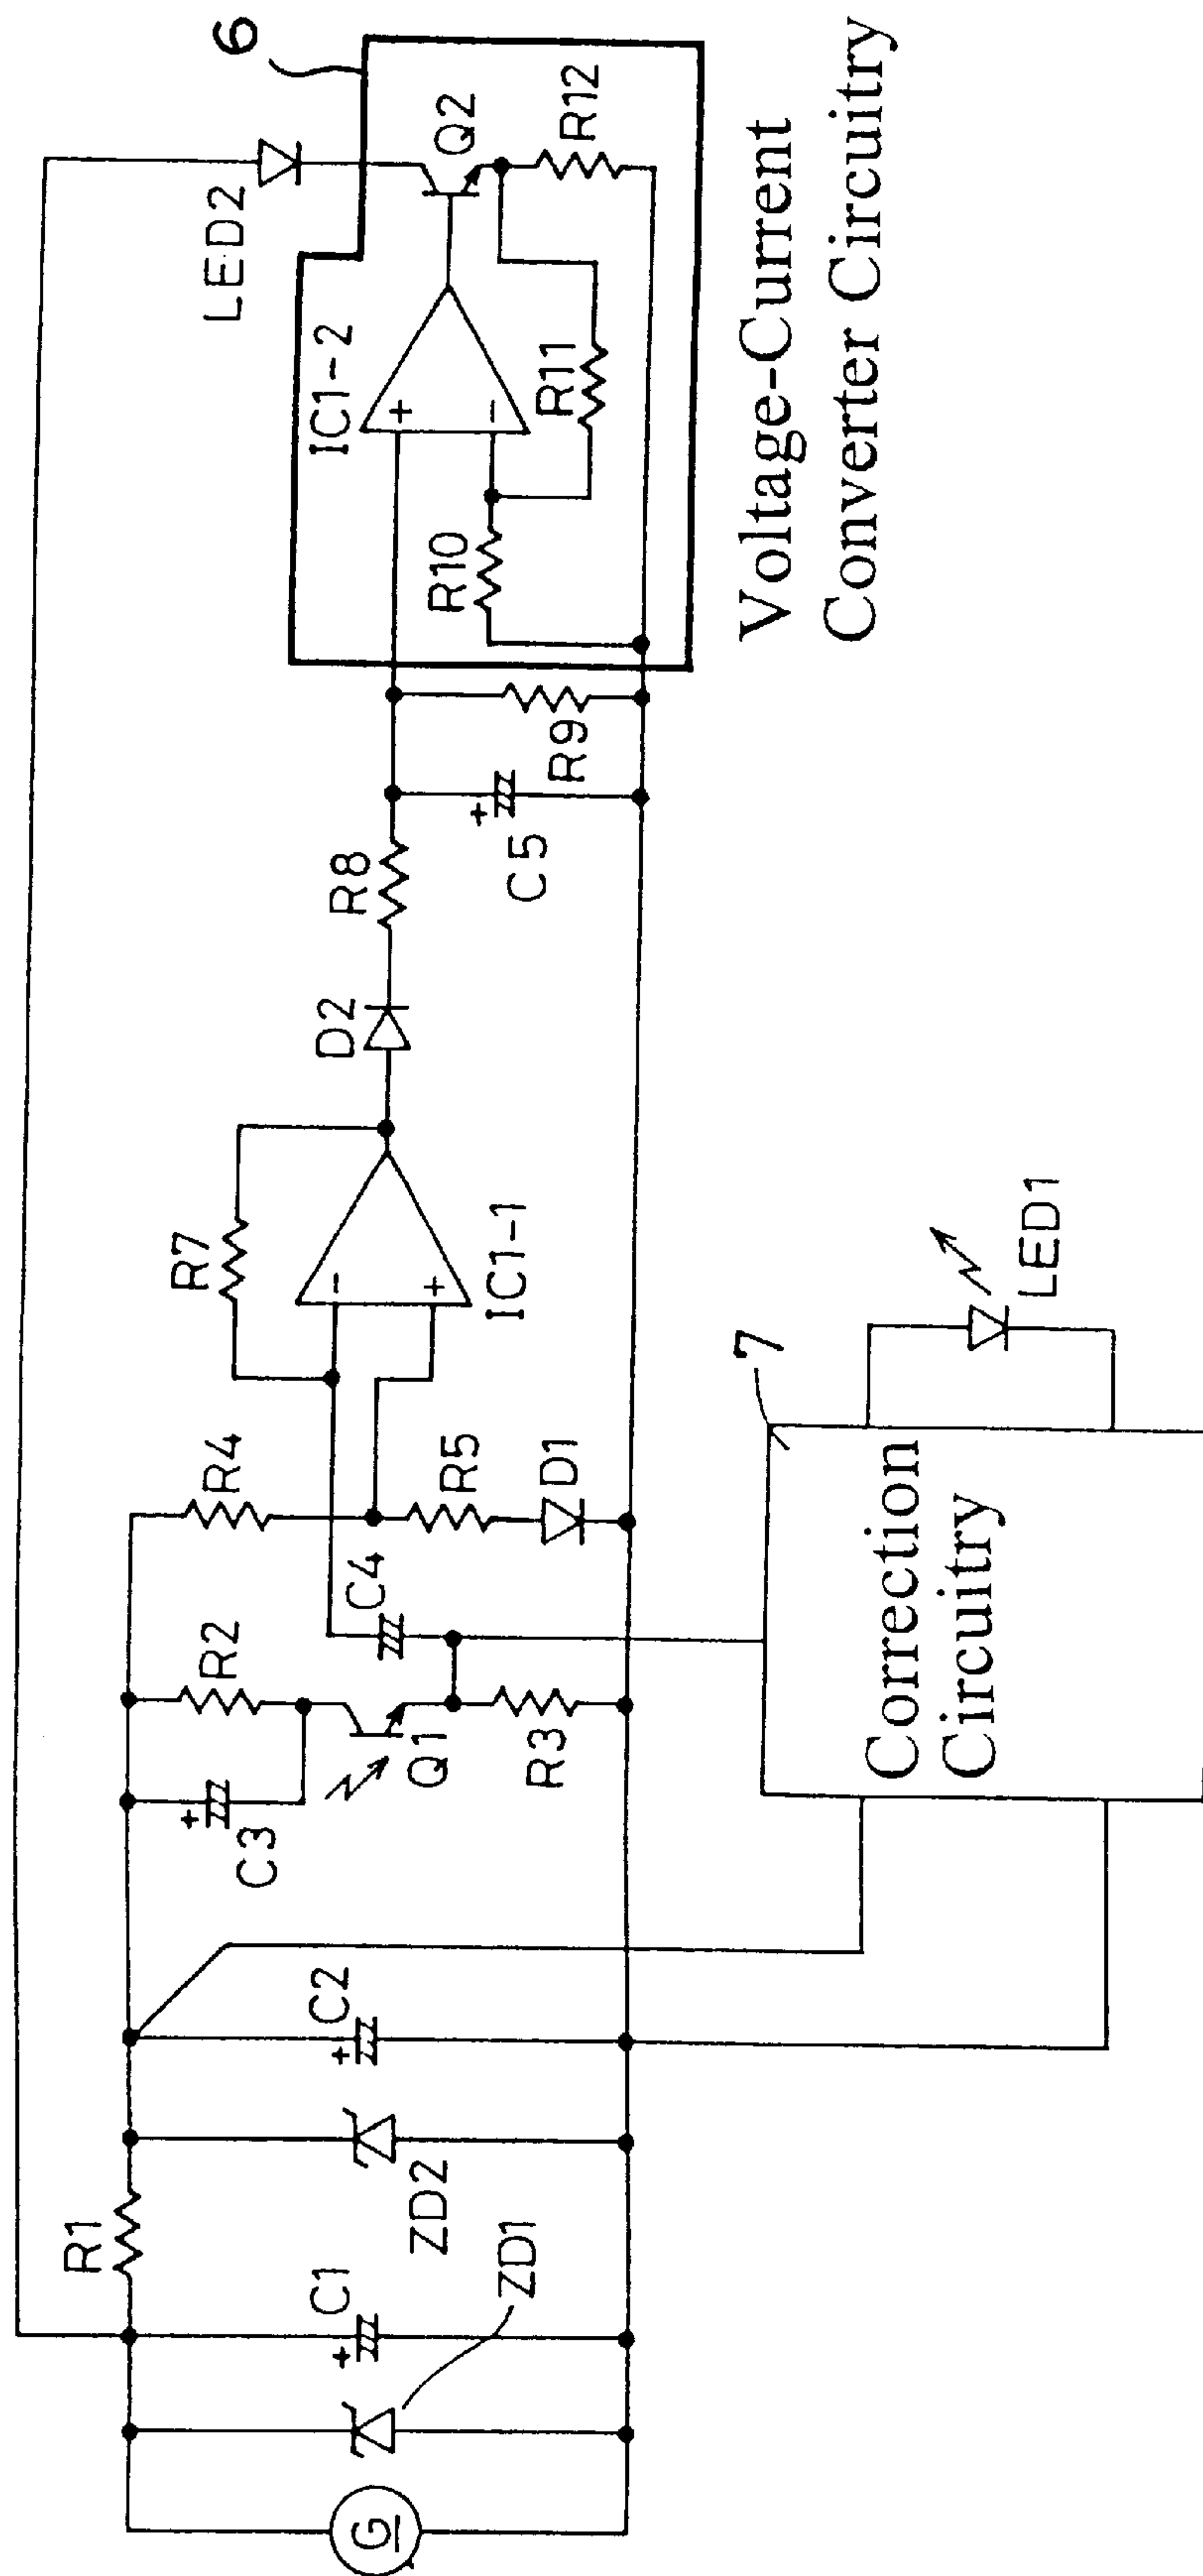 6
LED2
IC1-2
Q2
R12
R11
R10
+
-
Voltage-Current
Converter Circuitry
R9
+
C5
R8
D2
R7
-
+
IC1-1
R4
R5
D1
C4
R2
Q1
R3
+
C3
C2
+
ZD2
ZD1
R1
C1
+
G
7
Correction
Circuitry
LED1